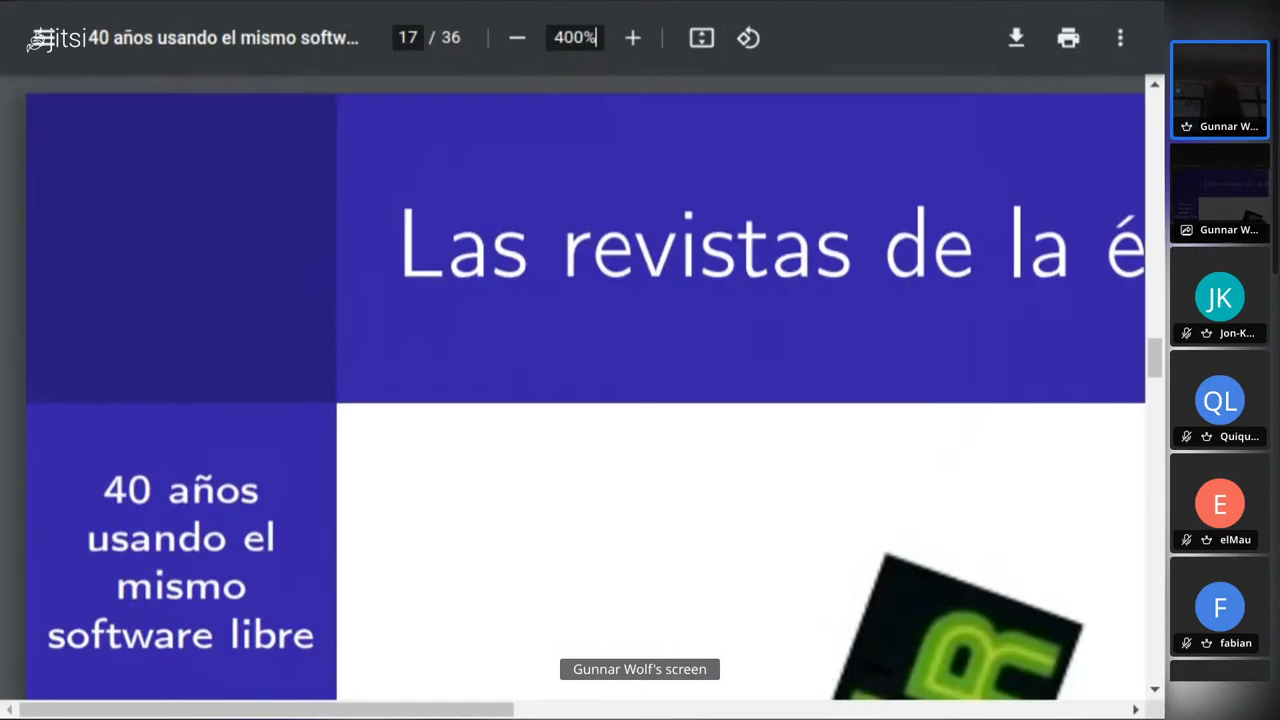 jitsi
40 años usando el mismo softw...
17 / 36
400%
Las revistas de la é
40 años
usando el
mismo
software libre
R
Gunnar Wolf's screen
Gunnar W...
Gunnar W...
JK
Jon-K...
QL
Quiqu...
E
elMau
F
fabian